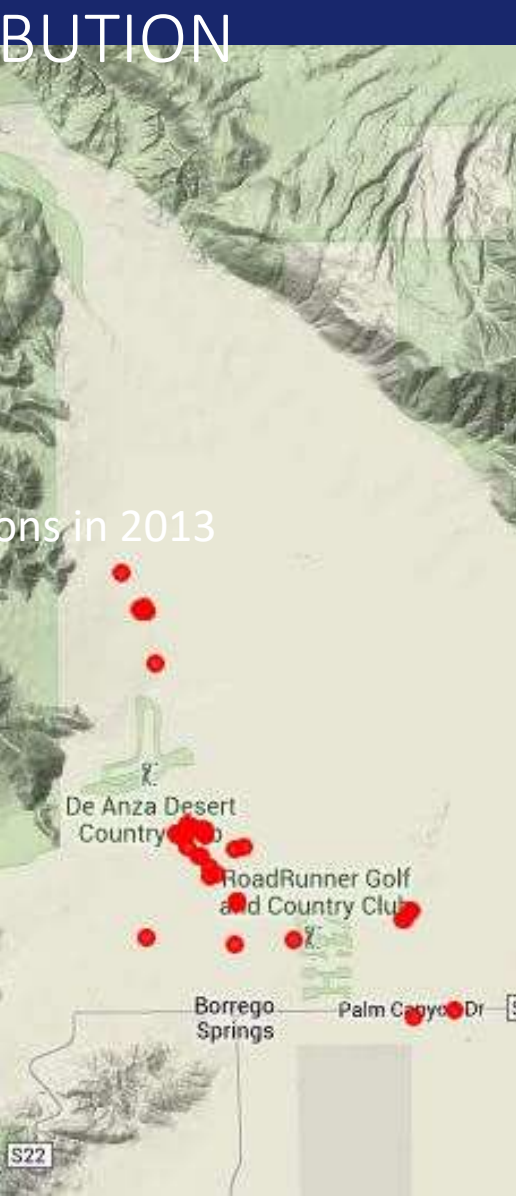 BUTION
ons in 2013
De Anza Desert
Country
RoadRunner Golf
and Country Club
Borrego
Springs
Palm Canyon Dr
S22